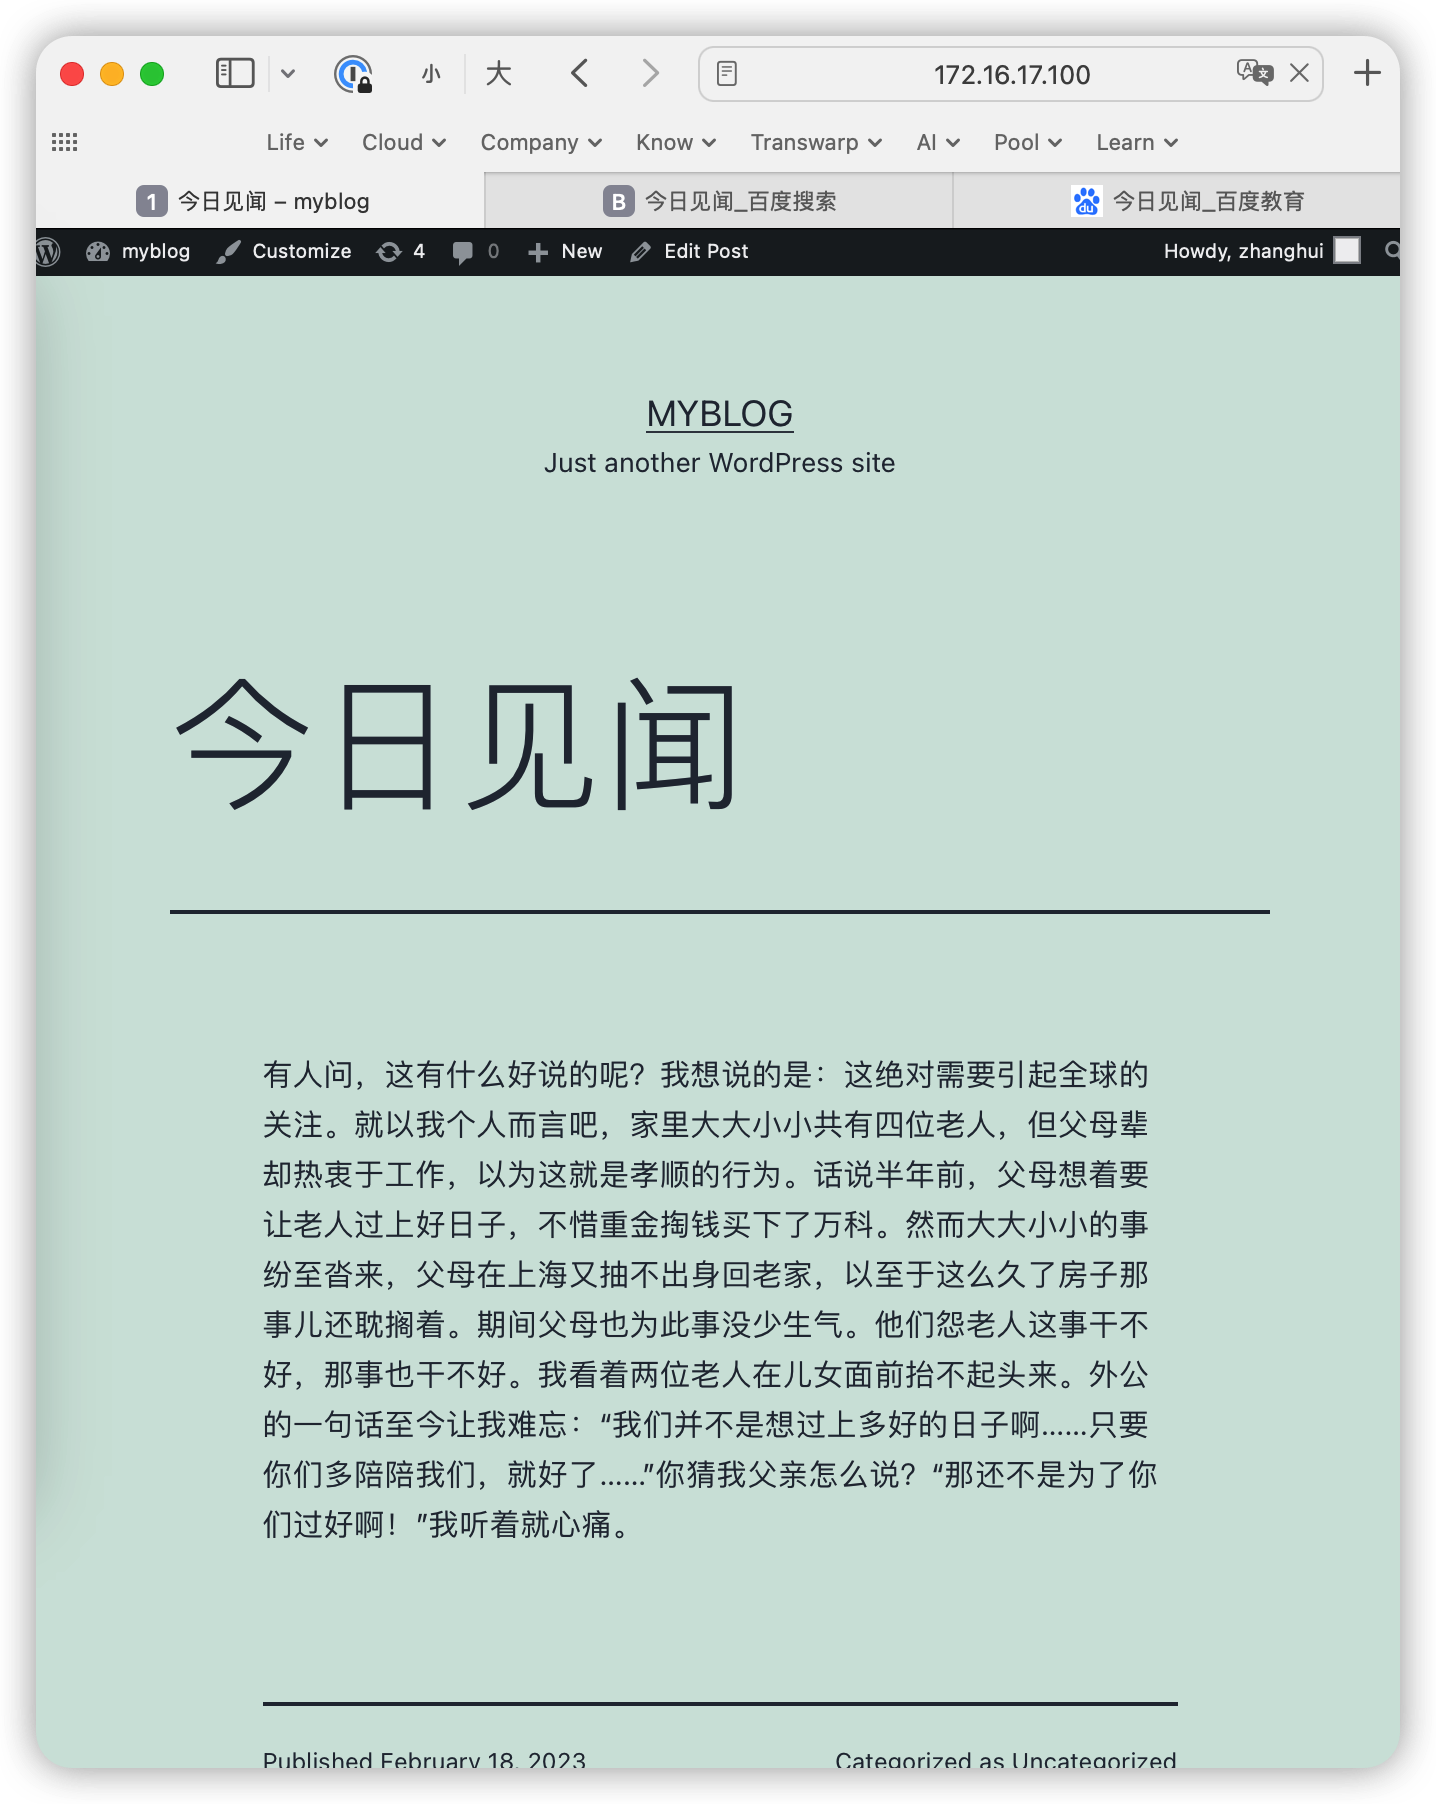 小 大 172.16.17.100
Life Cloud Company Know Transwarp AI Pool Learn
1 今日见闻 – myblog B 今日见闻_百度搜索 du 今日见闻_百度教育
myblog Customize 4 0 New Edit Post Howdy, zhanghui
MYBLOG
Just another WordPress site
今日见闻
有人问，这有什么好说的呢？我想说的是：这绝对需要引起全球的
关注。就以我个人而言吧，家里大大小小共有四位老人，但父母辈
却热衷于工作，以为这就是孝顺的行为。话说半年前，父母想着要
让老人过上好日子，不惜重金掏钱买下了万科。然而大大小小的事
纷至沓来，父母在上海又抽不出身回老家，以至于这么久了房子那
事儿还耽搁着。期间父母也为此事没少生气。他们怨老人这事干不
好，那事也干不好。我看着两位老人在儿女面前抬不起头来。外公
的一句话至今让我难忘：“我们并不是想过上多好的日子啊……只要
你们多陪陪我们，就好了……”你猜我父亲怎么说？“那还不是为了你
们过好啊！”我听着就心痛。
Published February 18, 2023 Categorized as Uncategorized